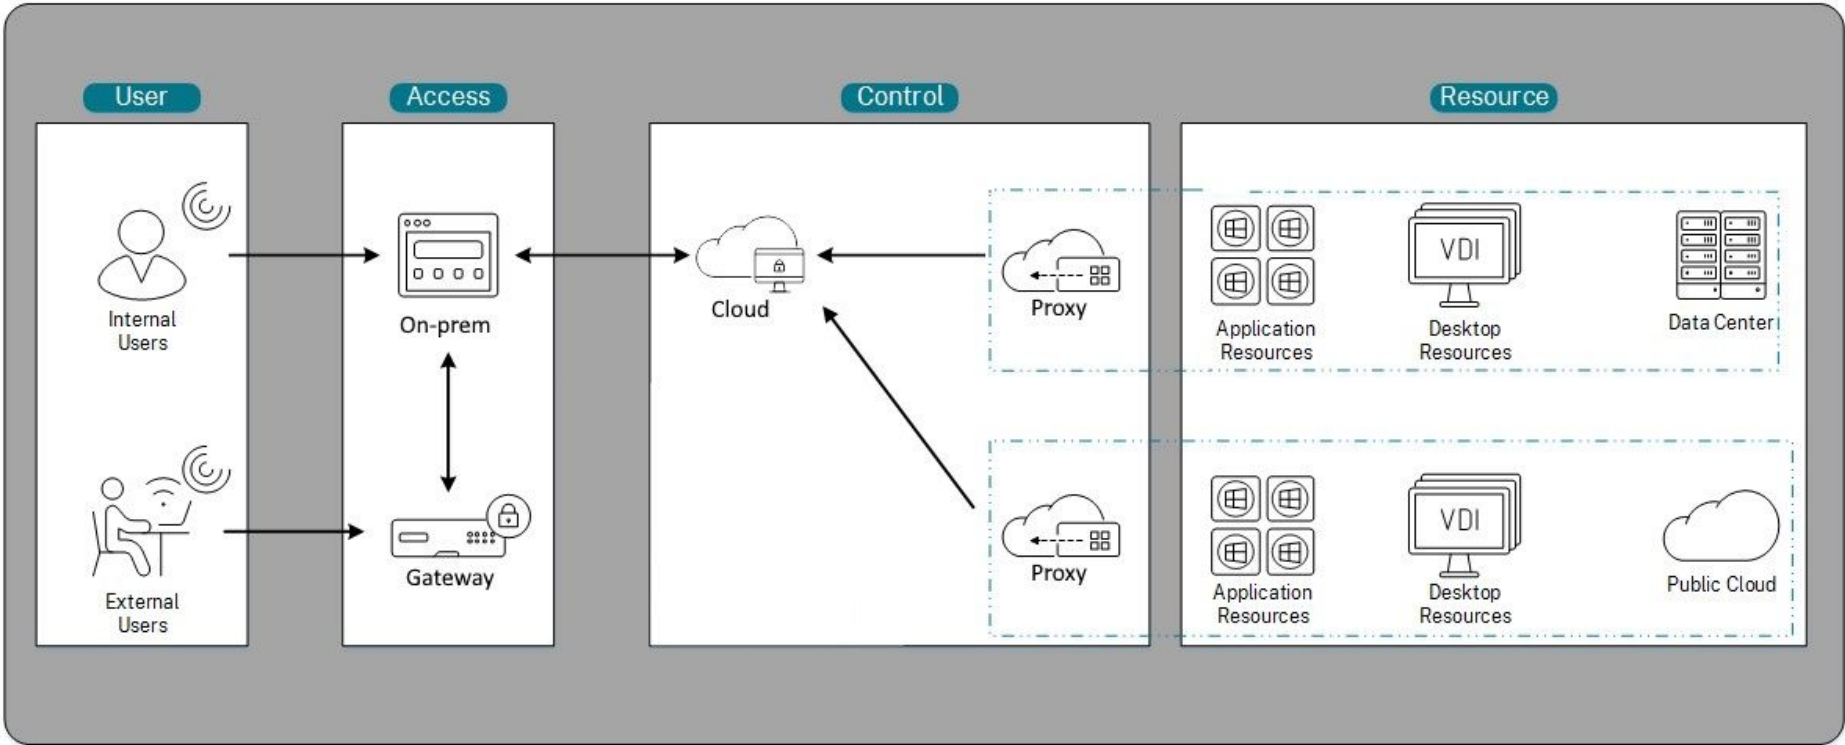 User
Access
Control
Resource
Internal
Users
On-prem
Cloud
Proxy
Application
Resources
VDI
Desktop
Resources
Data Center
External
Users
Gateway
Proxy
Application
Resources
VDI
Desktop
Resources
Public Cloud